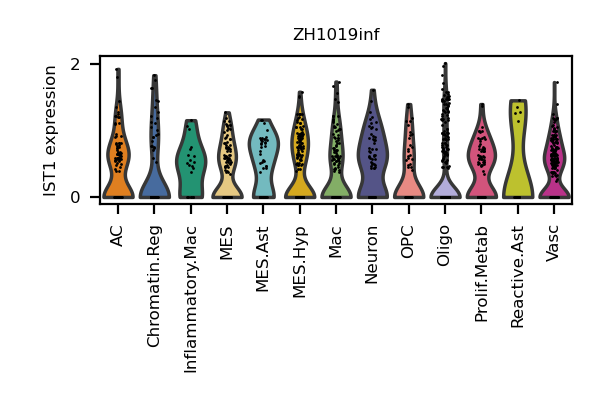 ZH1019inf
IST1 expression
2
0
AC
Chromatin.Reg
Inflammatory.Mac
MES
MES.Ast
MES.Hyp
Mac
Neuron
OPC
Oligo
Prolif.Metab
Reactive.Ast
Vasc